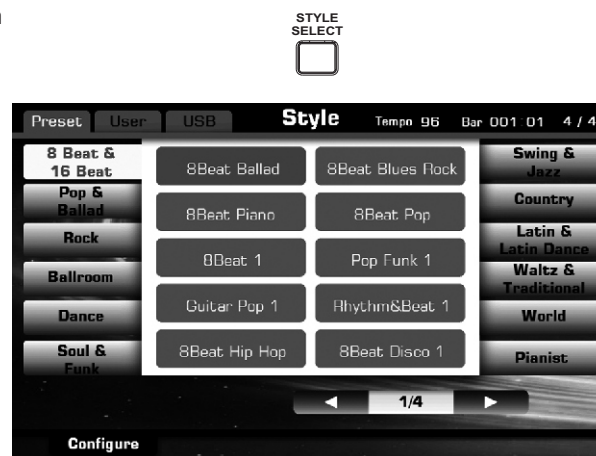 STYLE
SELECT
Preset User USB Style Tempo 96 Bar 001:01 4/4
8 Beat &
16 Beat
Pop &
Ballad
Rock
Ballroom
Dance
Soul &
Funk
8Beat Ballad 8Beat Blues Rock
8Beat Piano 8Beat Pop
8Beat 1 Pop Funk 1
Guitar Pop 1 Rhythm&Beat 1
8Beat Hip Hop 8Beat Disco 1
Swing &
Jazz
Country
Latin &
Latin Dance
Waltz &
Traditional
World
Pianist
1/4
Configure